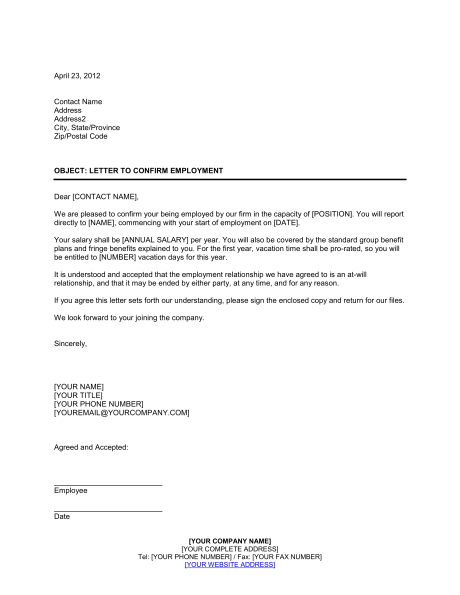 April 23, 2012
Contact Name
Address
Address2
City, State/Province
Zip/Postal Code
OBJECT: LETTER TO CONFIRM EMPLOYMENT
Dear [CONTACT NAME],
We are pleased to confirm your being employed by our firm in the capacity of [POSITION]. You will report
directly to [NAME], commencing with your start of employment on [DATE].
Your salary shall be [ANNUAL SALARY] per year. You will also be covered by the standard group benefit
plans and fringe benefits explained to you. For the first year, vacation time shall be pro-rated, so you will
be entitled to [NUMBER] vacation days for this year.
It is understood and accepted that the employment relationship we have agreed to is an at-will
relationship, and that it may be ended by either party, at any time, and for any reason.
If you agree this letter sets forth our understanding, please sign the enclosed copy and return for our files.
We look forward to your joining the company.
Sincerely,
[YOUR NAME]
[YOUR TITLE]
[YOUR PHONE NUMBER]
[YOUREMAIL@YOURCOMPANY.COM]
Agreed and Accepted:
Employee
Date
[YOUR COMPANY NAME]
[YOUR COMPLETE ADDRESS]
Tel: [YOUR PHONE NUMBER] / Fax: [YOUR FAX NUMBER]
[YOUR WEBSITE ADDRESS]